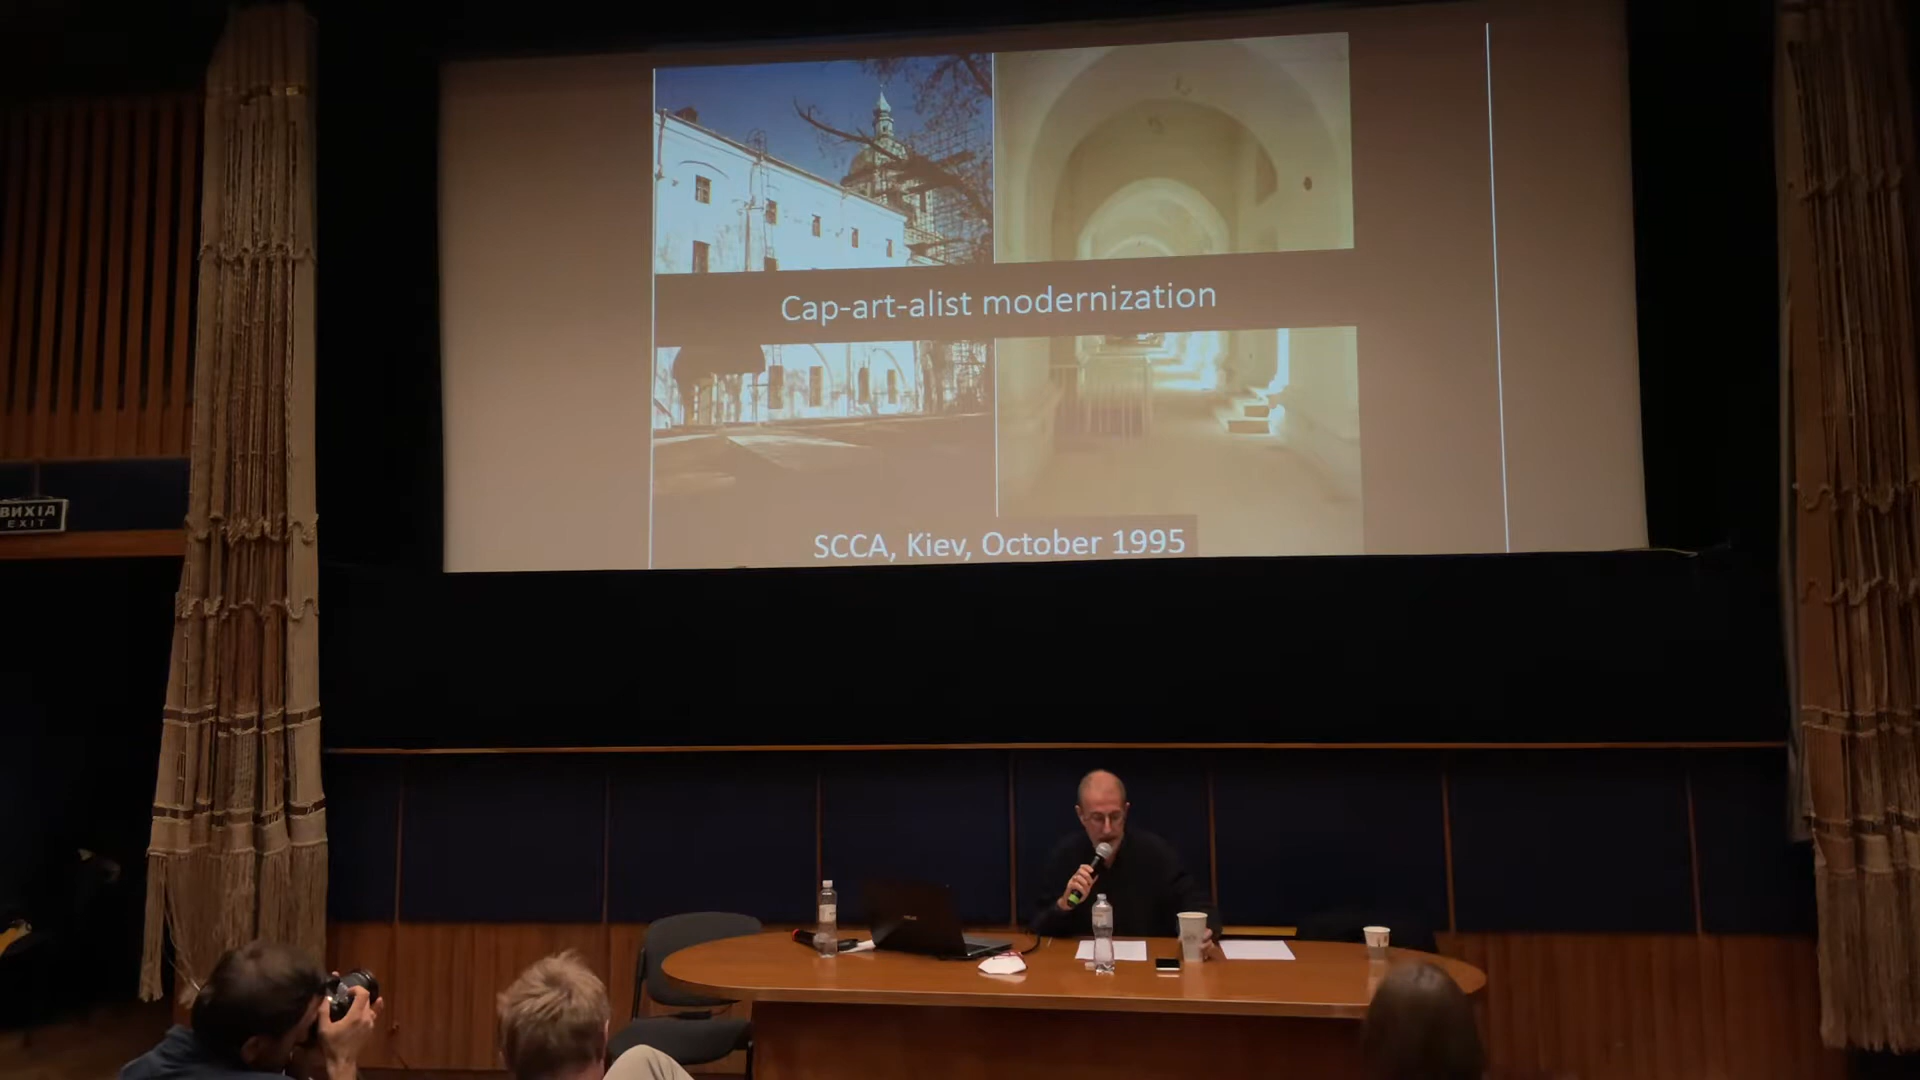 Cap-art-alist modernization
SCCA, Kiev, October 1995
ВИХІД
EXIT